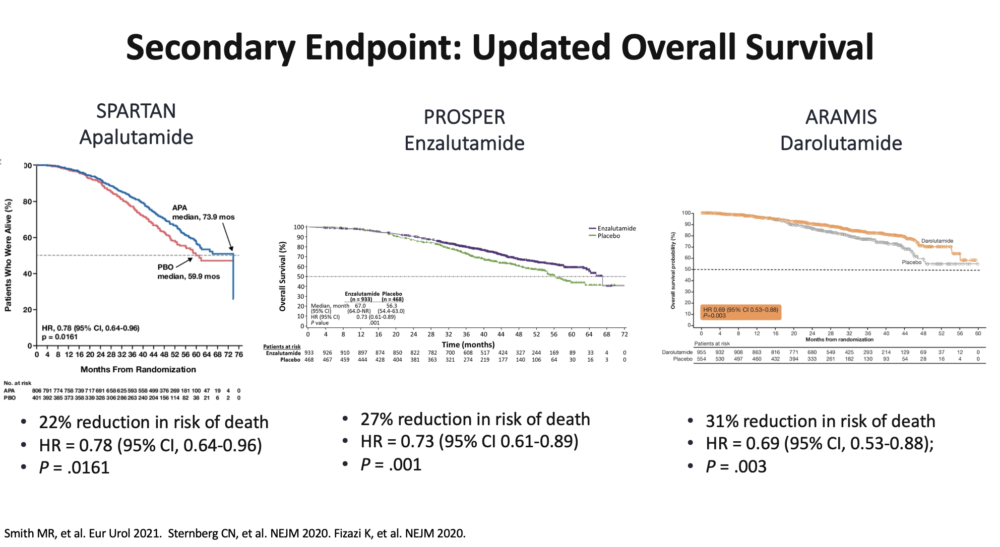 Secondary Endpoint: Updated Overall Survival
SPARTAN
Apalutamide
00
80
60
40
20
0
Patients Who Were Alive (%)
APA
median, 73.9 mos
PBO
median, 59.9 mos
HR, 0.78 (95% CI, 0.64-0.96)
p = 0.0161
0 4 8 12 16 20 24 28 32 36 40 44 48 52 56 60 64 68 72 76
Months From Randomization
No. at risk
APA 806 791 774 758 739 717 691 658 625 593 558 499 376 269 181 100 47 19 4 0
PBO 401 392 385 373 358 339 328 306 286 263 240 204 156 114 82 38 21 6 2 0
• 22% reduction in risk of death
• HR = 0.78 (95% CI, 0.64-0.96)
• P = .0161
PROSPER
Enzalutamide
100
90
80
70
60
50
40
30
20
10
0
Overall Survival (%)
Enzalutamide
Placebo
Enzalutamide Placebo
(n = 933) (n = 468)
Median, month 67.0 56.3
(95% CI) (64.0-NR) (54.4-63.0)
HR (95% CI) 0.73 (0.61-0.89)
P value .001
0 4 8 12 16 20 24 28 32 36 40 44 48 52 56 60 64 68 72
Time (months)
Patients at risk
Enzalutamide 933 926 910 897 874 850 822 782 700 608 517 424 327 244 169 89 33 4 0
Placebo 468 467 459 444 428 404 381 363 321 274 219 177 140 106 64 30 16 3 0
• 27% reduction in risk of death
• HR = 0.73 (95% CI 0.61-0.89)
• P = .001
ARAMIS
Darolutamide
100
90
80
70
60
50
40
30
20
10
0
Overall survival probability (%)
Darolutamide
Placebo
HR 0.69 (95% CI 0.53–0.88)
P=0.003
0 4 8 12 16 20 24 28 32 36 40 44 48 52 56 60
Months from randomization
Patients at risk
Darolutamide 955 932 908 863 816 771 680 549 425 293 214 129 69 37 12 0
Placebo 554 530 497 460 432 394 333 261 182 130 93 54 28 16 4 0
• 31% reduction in risk of death
• HR = 0.69 (95% CI, 0.53-0.88);
• P = .003
Smith MR, et al. Eur Urol 2021. Sternberg CN, et al. NEJM 2020. Fizazi K, et al. NEJM 2020.